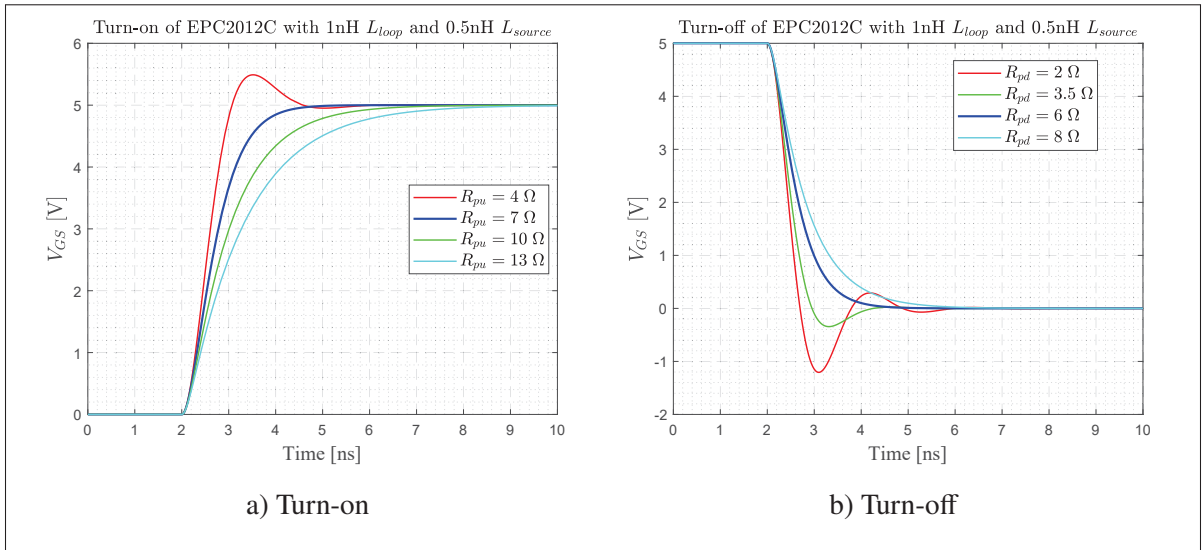 Turn-on of EPC2012C with 1nH L_loop and 0.5nH L_source
6
5
4
3
2
1
0
V_GS [V]
R_pu = 4 Ω
R_pu = 7 Ω
R_pu = 10 Ω
R_pu = 13 Ω
0 1 2 3 4 5 6 7 8 9 10
Time [ns]
a) Turn-on
Turn-off of EPC2012C with 1nH L_loop and 0.5nH L_source
5
4
3
2
1
0
-1
-2
V_GS [V]
R_pd = 2 Ω
R_pd = 3.5 Ω
R_pd = 6 Ω
R_pd = 8 Ω
0 1 2 3 4 5 6 7 8 9 10
Time [ns]
b) Turn-off